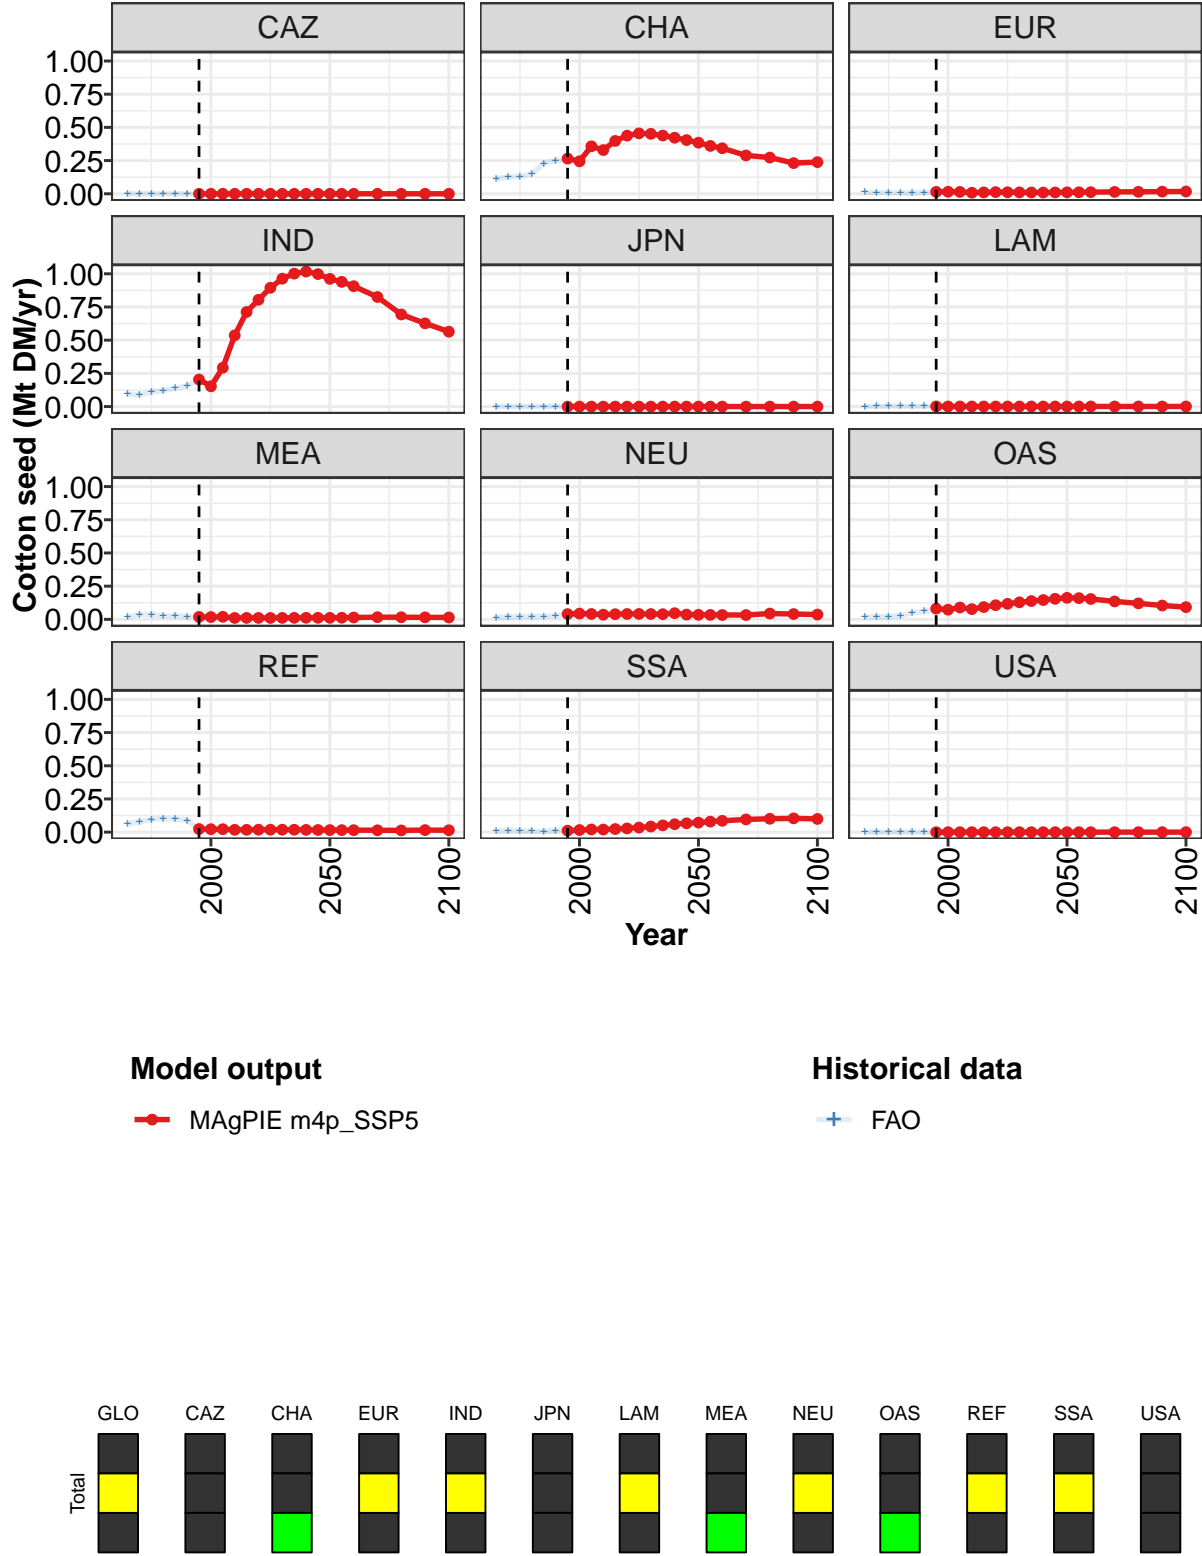 CAZ CHA EUR
1.00
0.75
0.50
0.25
0.00
IND JPN LAM
1.00
0.75
0.50
0.25
0.00
MEA NEU OAS
1.00
0.75
0.50
0.25
0.00
REF SSA USA
1.00
0.75
0.50
0.25
0.00
Cotton seed (Mt DM/yr)
2000 2050 2100 2000 2050 2100 2000 2050 2100
Year
Model output Historical data
MAgPIE m4p_SSP5 FAO
GLO CAZ CHA EUR IND JPN LAM MEA NEU OAS REF SSA USA
Total